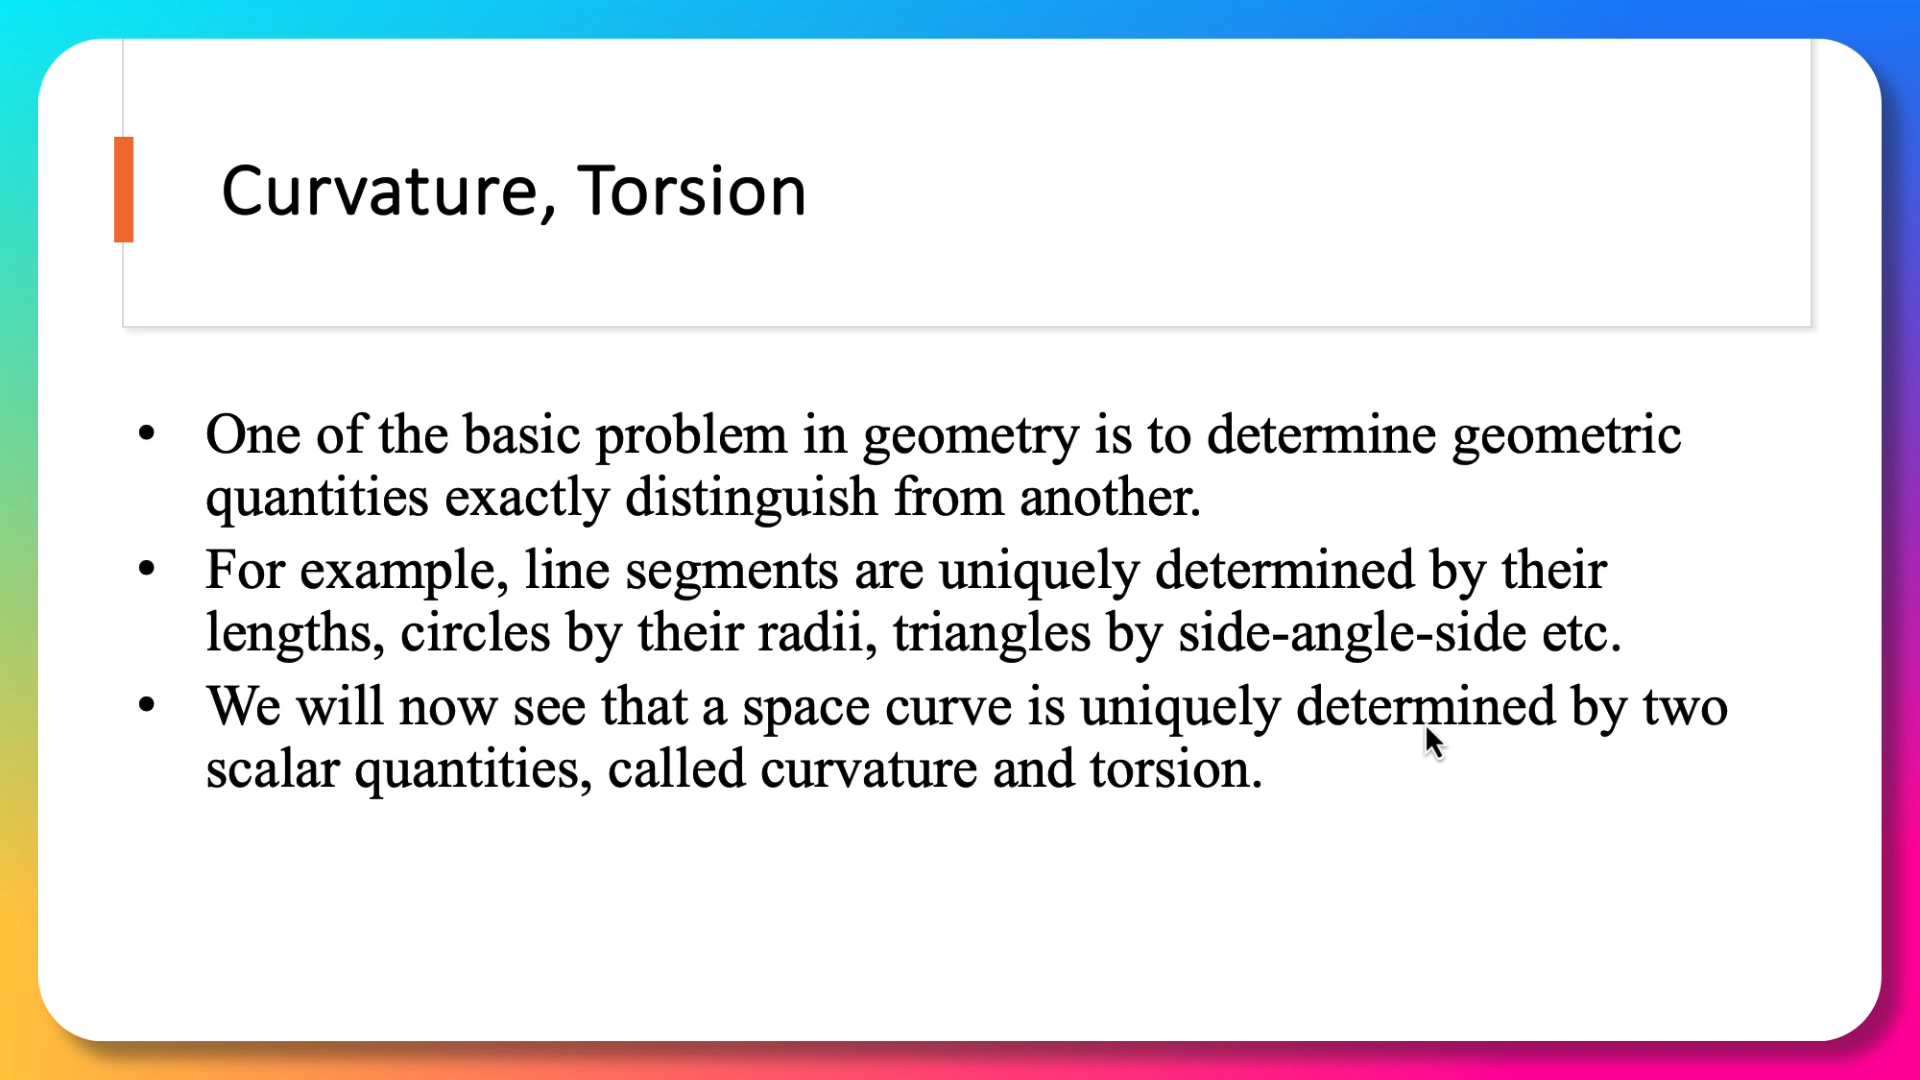 Curvature, Torsion
• One of the basic problem in geometry is to determine geometric
quantities exactly distinguish from another.
• For example, line segments are uniquely determined by their
lengths, circles by their radii, triangles by side-angle-side etc.
• We will now see that a space curve is uniquely determined by two
scalar quantities, called curvature and torsion.